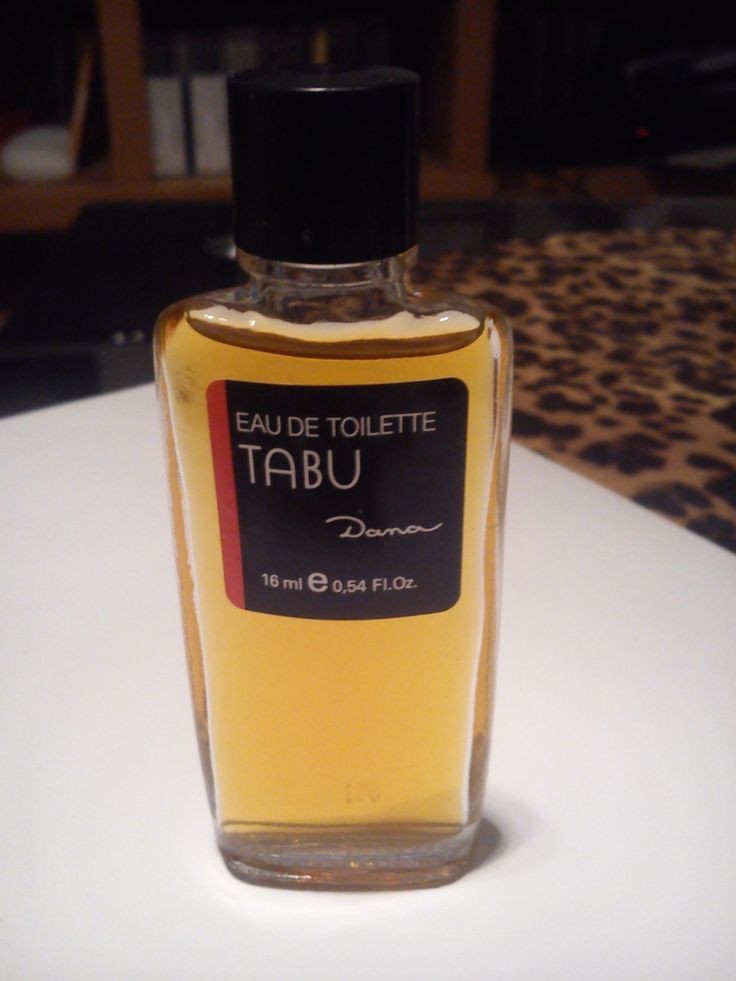 EAU DE TOILETTE
TABU
Dana
16 ml e 0,54 Fl.Oz.